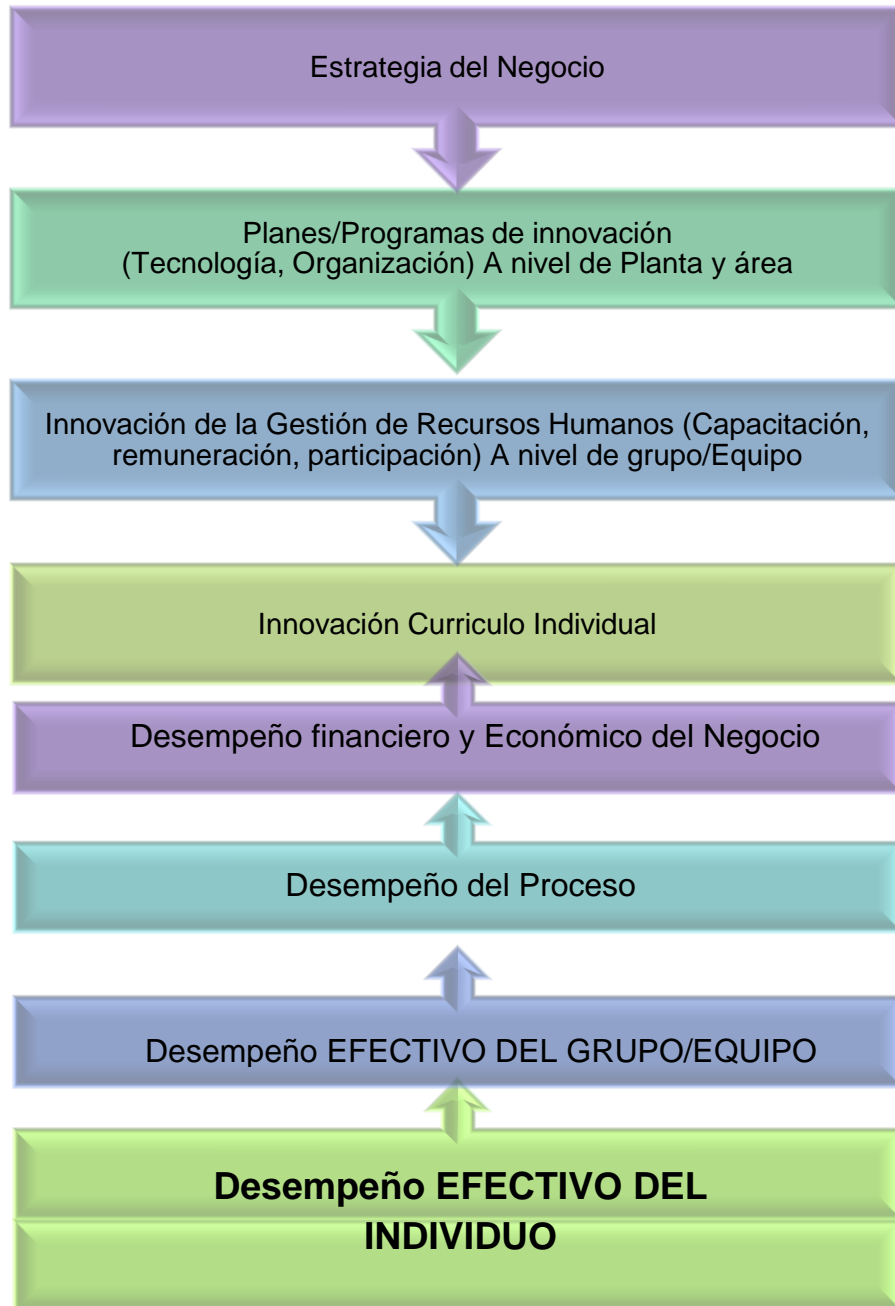 Estrategia del Negocio
Planes/Programas de innovación
(Tecnología, Organización) A nivel de Planta y área
Innovación de la Gestión de Recursos Humanos (Capacitación,
remuneración, participación) A nivel de grupo/Equipo
Innovación Curriculo Individual
Desempeño financiero y Económico del Negocio
Desempeño del Proceso
Desempeño EFECTIVO DEL GRUPO/EQUIPO
Desempeño EFECTIVO DEL
INDIVIDUO